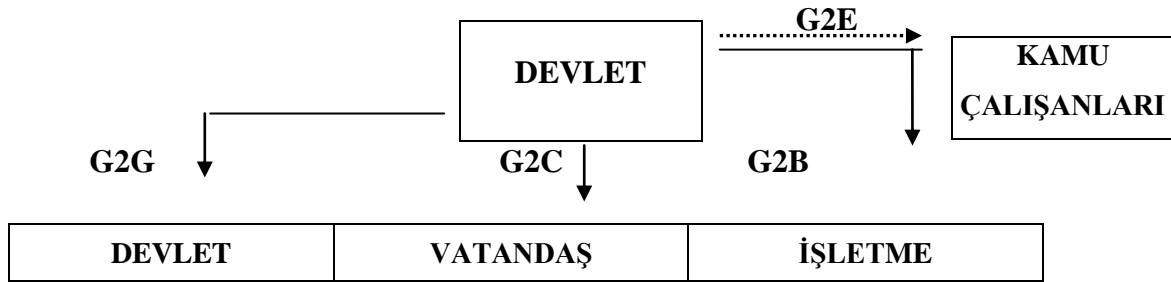 G2E
DEVLET
KAMU
ÇALIŞANLARI
G2G
G2C
G2B
DEVLET
VATANDAŞ
İŞLETME